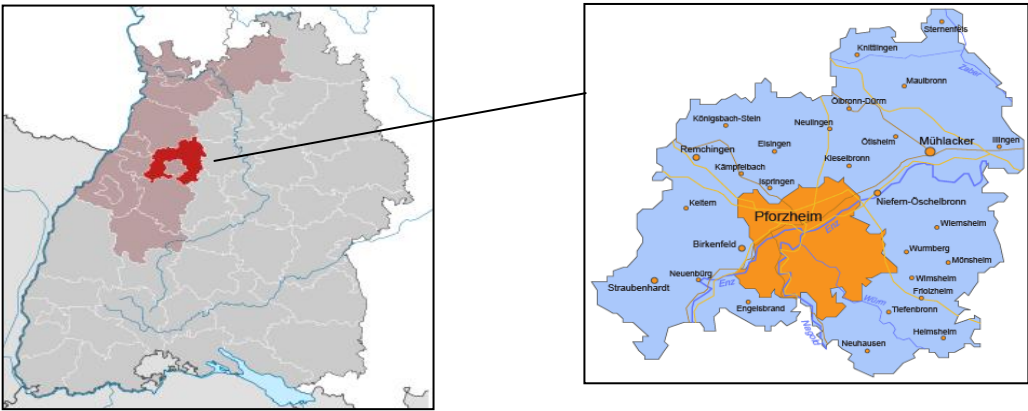 Sternenfels
Knittlingen
Zaber
Maulbronn
Ölbronn-Dürrn
Königsbach-Stein
Neulingen
Ötisheim
Mühlacker
Illingen
Remchingen
Eisingen
Kieselbronn
Kämpfelbach
Ispringen
Keltern
Niefern-Öschelbronn
Pforzheim
Enz
Wiernsheim
Birkenfeld
Wurmberg
Mönsheim
Neuenbürg
Wimsheim
Straubenhardt
Enz
Friolzheim
Würm
Engelsbrand
Tiefenbronn
Nagold
Heimsheim
Neuhausen